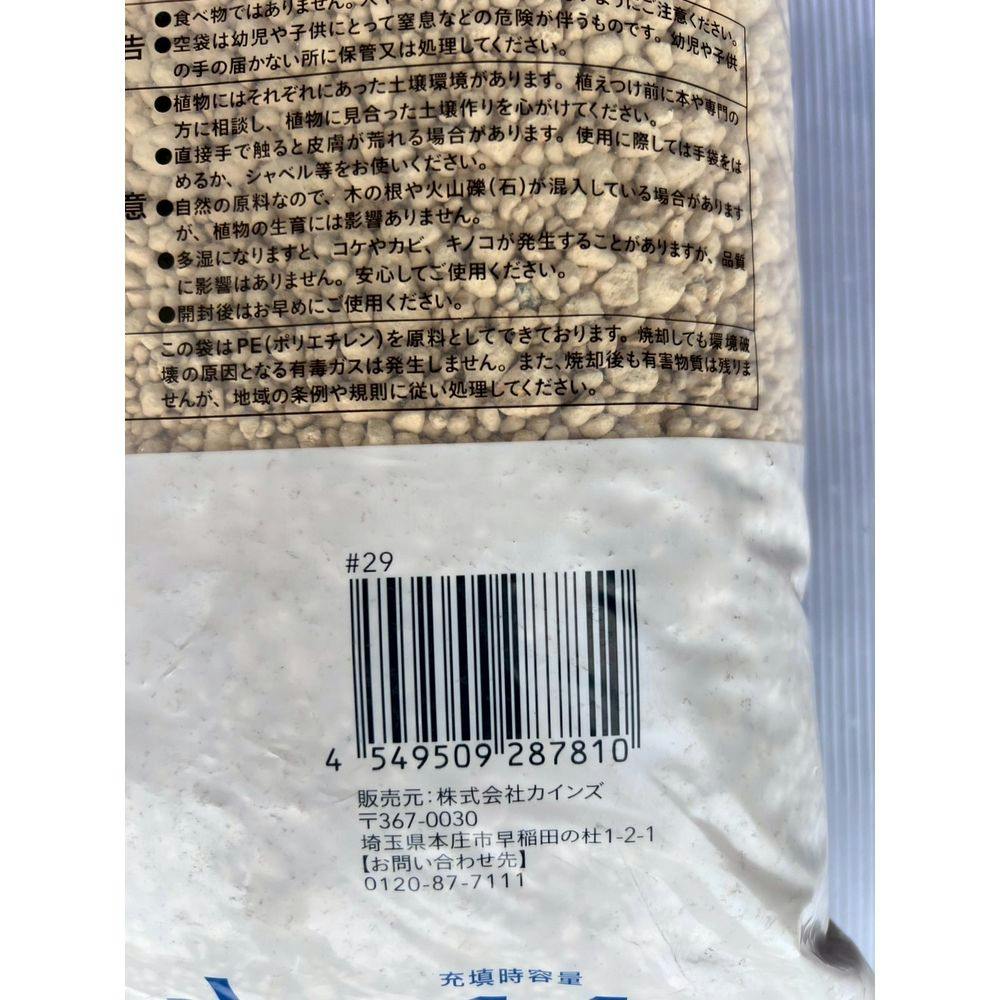 ●食べ物ではありません。
ようにご注意ください。
告
●空袋は幼児や子供にとって窒息などの危険が伴うものです。幼児や子供
の手の届かない所に保管又は処理してください。
●植物にはそれぞれにあった土壌環境があります。植えつけ前に本や専門の
方に相談し、植物に見合った土壌作りを心がけてください。
●直接手で触ると皮膚が荒れる場合があります。使用に際しては手袋をは
めるか、シャベル等をお使いください。
意
●自然の原料なので、木の根や火山礫(石)が混入している場合があります
が、植物の生育には影響ありません。
●多湿になりますと、コケやカビ、キノコが発生することがありますが、品質
に影響はありません。安心してご使用ください。
●開封後はお早めにご使用ください。
この袋はPE(ポリエチレン)を原料としてできております。焼却しても環境破
壊の原因となる有毒ガスは発生しません。また、焼却後も有害物質は残りま
せんが、地域の条例や規則に従い処理してください。
#29
4 549509 287810
販売元:株式会社カインズ
〒367-0030
埼玉県本庄市早稲田の杜1-2-1
【お問い合わせ先】
0120-87-7111
充填時容量